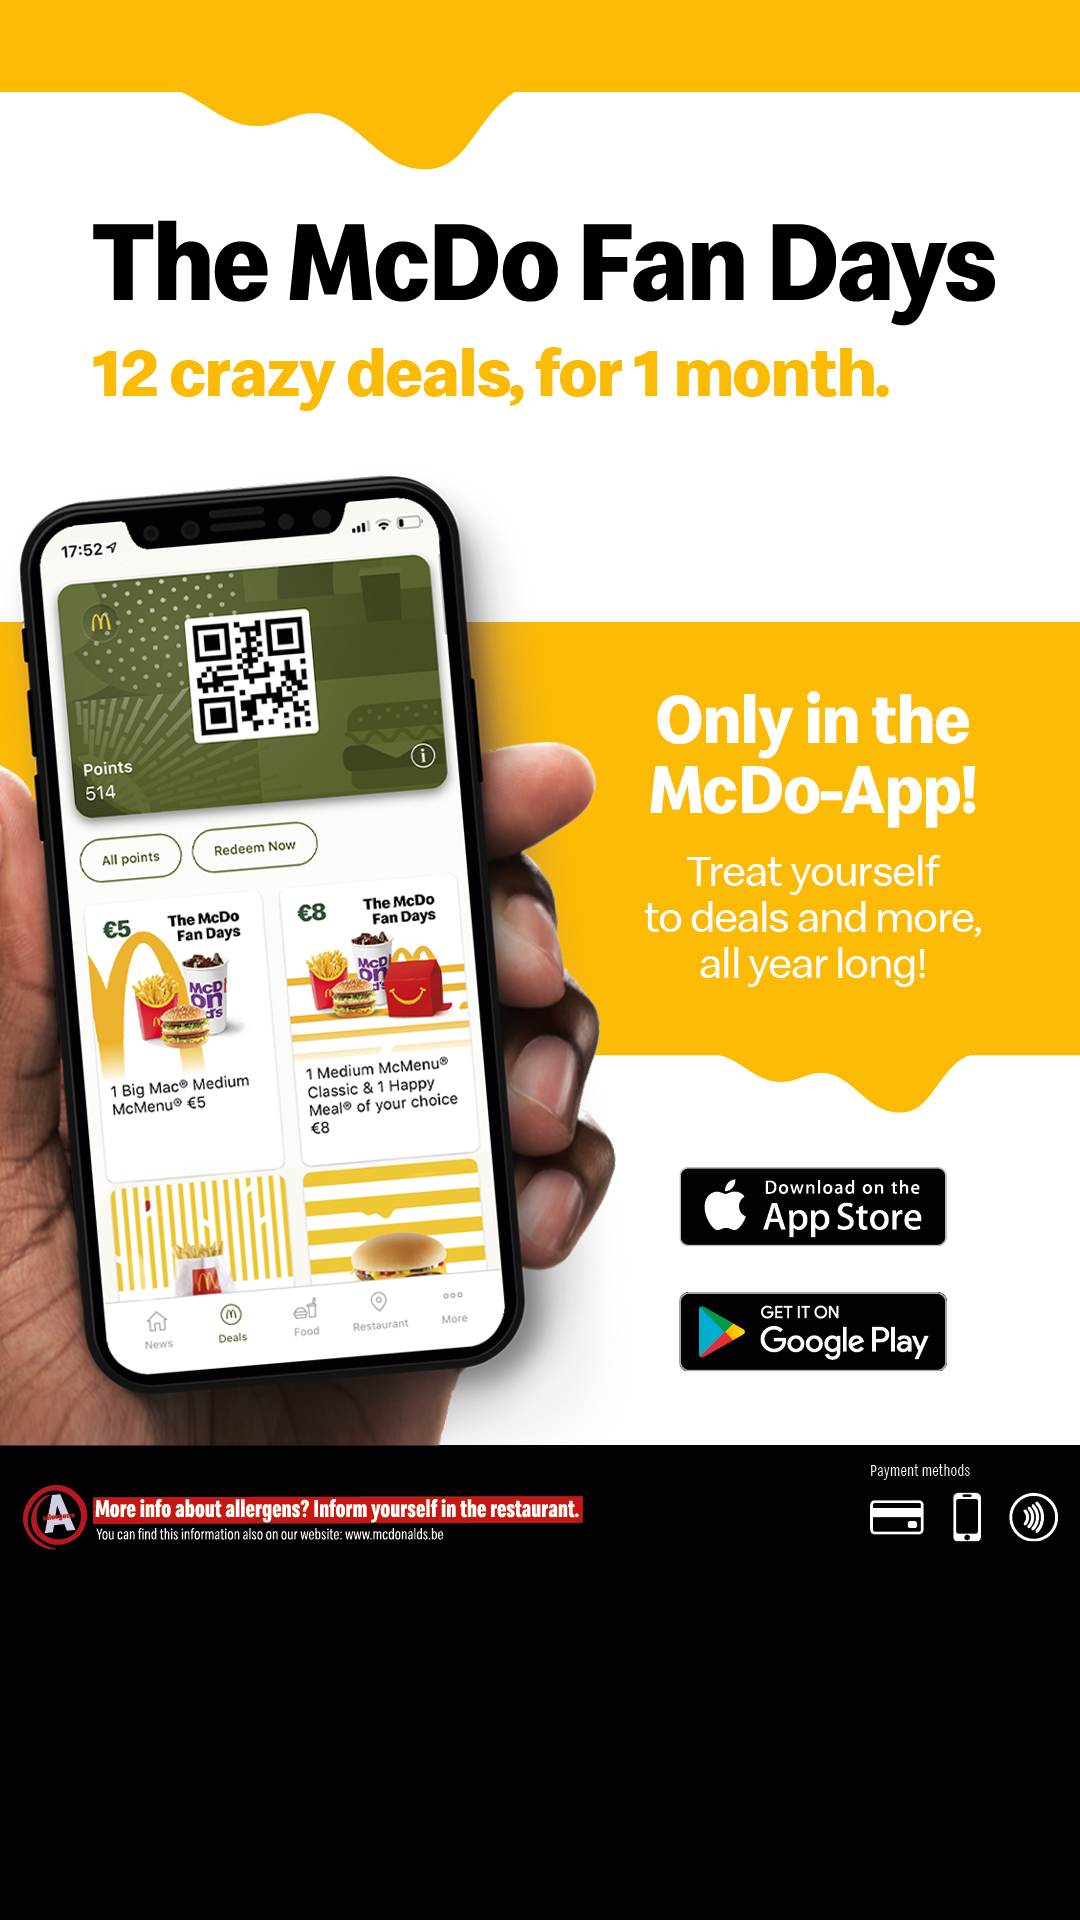 The McDo Fan Days
12 crazy deals, for 1 month.
17:52
Points
514
All points
Redeem Now
€5
The McDo
Fan Days
1 Big Mac® Medium
McMenu® €5
€8
The McDo
Fan Days
1 Medium McMenu®
Classic & 1 Happy
Meal® of your choice
€8
News
Deals
Food
Restaurant
More
Only in the
McDo-App!
Treat yourself
to deals and more,
all year long!
Download on the
App Store
GET IT ON
Google Play
Payment methods
A
allergens
More info about allergens? Inform yourself in the restaurant.
You can find this information also on our website: www.mcdonalds.be